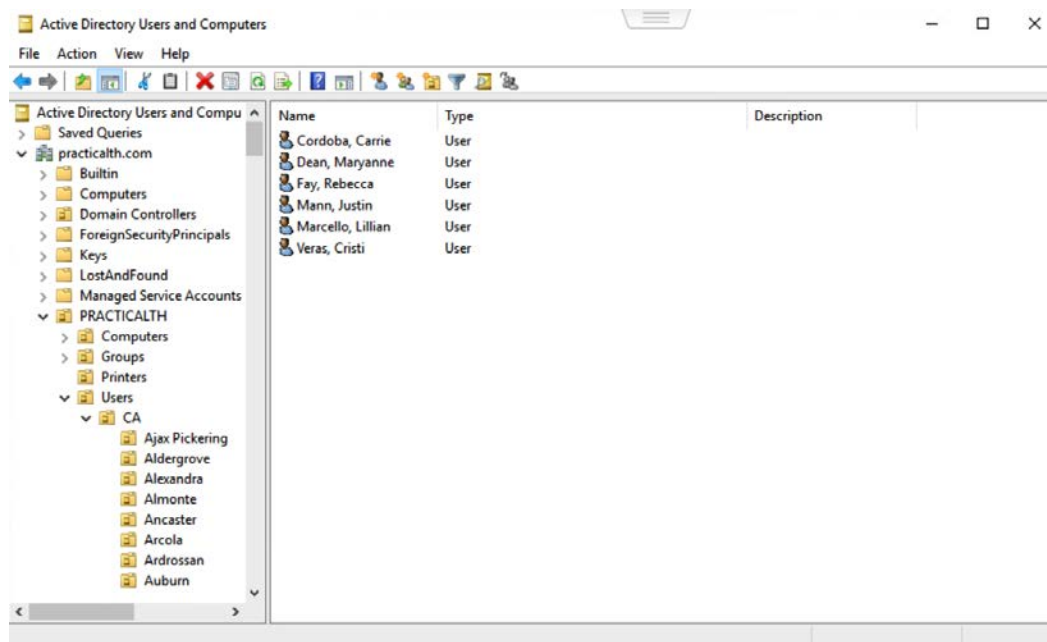 Active Directory Users and Computers
File Action View Help
Active Directory Users and Compu
Saved Queries
practicalth.com
Builtin
Computers
Domain Controllers
ForeignSecurityPrincipals
Keys
LostAndFound
Managed Service Accounts
PRACTICALTH
Computers
Groups
Printers
Users
CA
Ajax Pickering
Aldergrove
Alexandra
Almonte
Ancaster
Arcola
Ardrossan
Auburn
Name Type Description
Cordoba, Carrie User
Dean, Maryanne User
Fay, Rebecca User
Mann, Justin User
Marcello, Lillian User
Veras, Cristi User